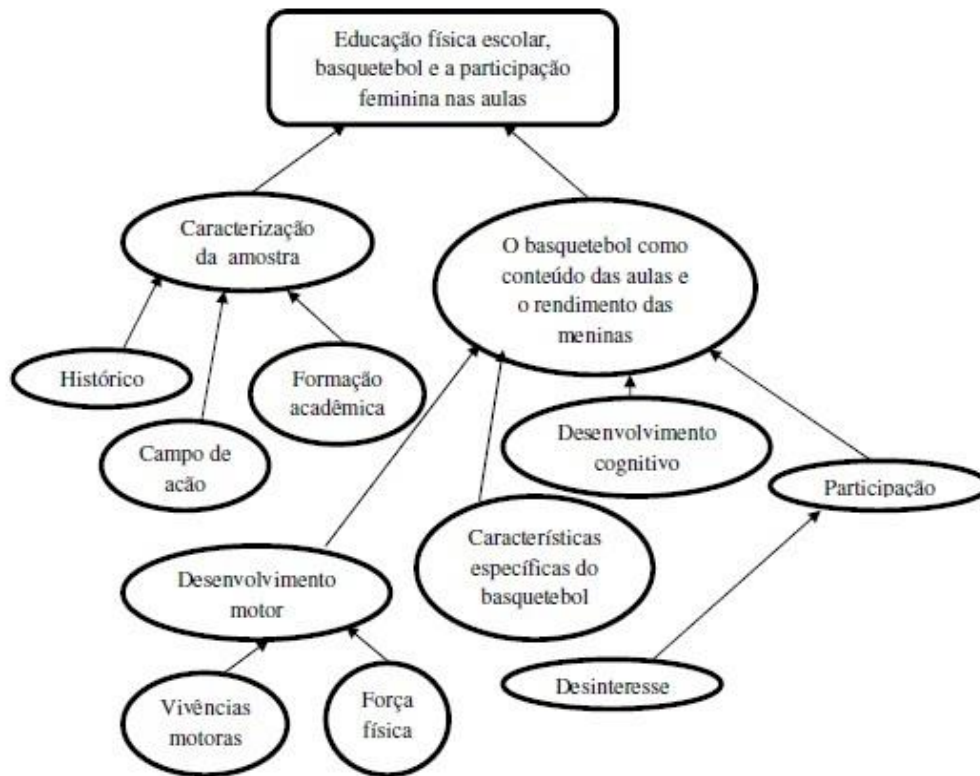 Educação física escolar,
basquetebol e a participação
feminina nas aulas
Caracterização
da amostra
O basquetebol como
conteúdo das aulas e
o rendimento das
meninas
Histórico
Formação
acadêmica
Campo de
acão
Desenvolvimento
cognitivo
Participação
Características
específicas do
basquetebol
Desenvolvimento
motor
Desinteresse
Vivências
motoras
Força
física